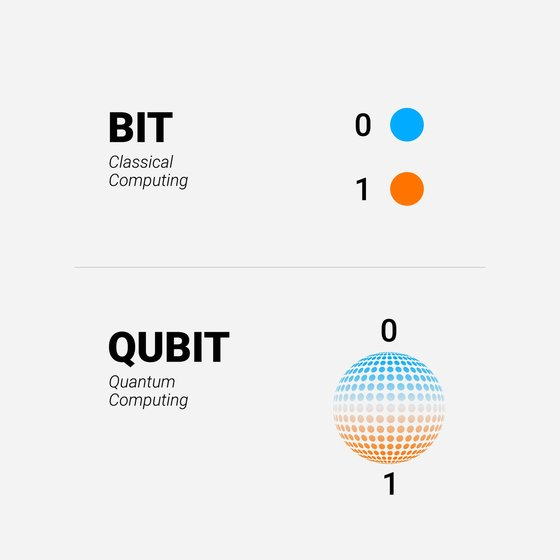 BIT
Classical
Computing
0
1
QUBIT
Quantum
Computing
0
1